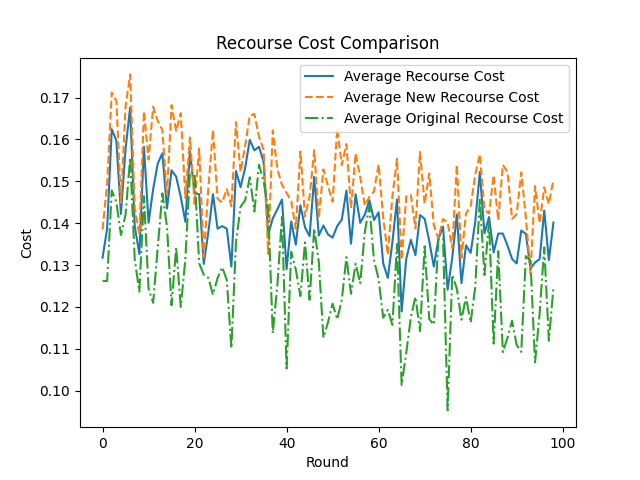 Recourse Cost Comparison
Average Recourse Cost
Average New Recourse Cost
Average Original Recourse Cost
0.17
0.16
0.15
0.14
0.13
0.12
0.11
0.10
Cost
0 20 40 60 80 100
Round